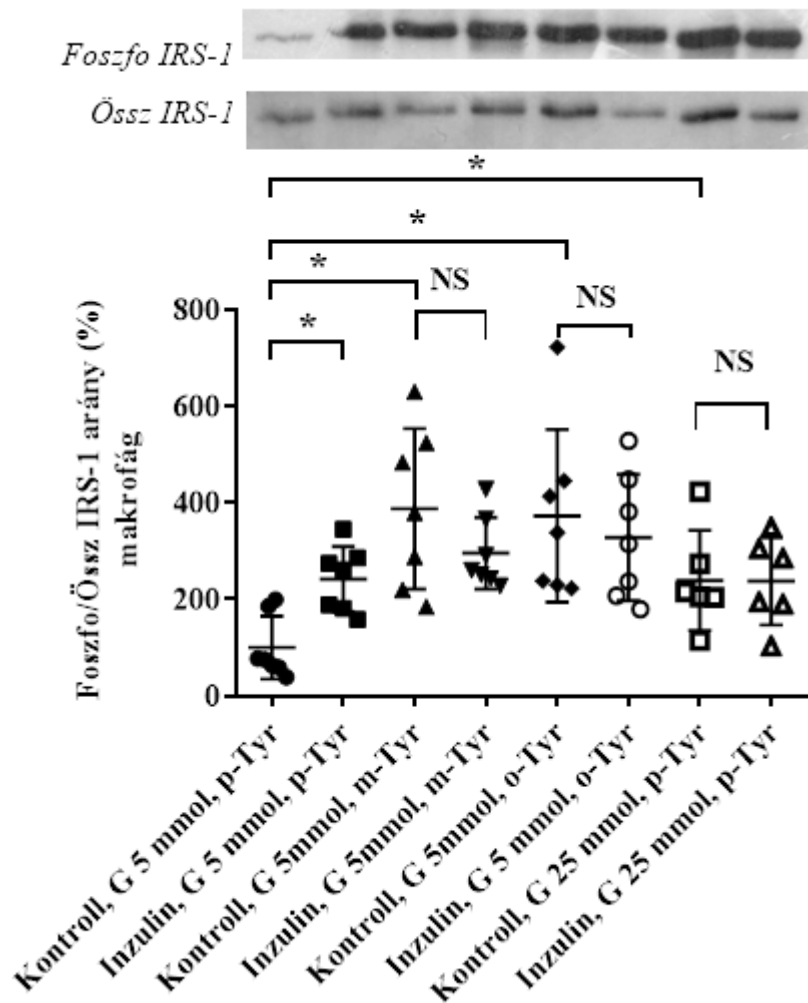 Foszfo IRS-1
Össz IRS-1
*
*
*
NS
NS
*
NS
Foszfo/Össz IRS-1 arány (%)
makrofág
800
600
400
200
0
Kontroll, G 5 mmol, p-Tyr
Inzulin, G 5 mmol, p-Tyr
Kontroll, G 5mmol, m-Tyr
Inzulin, G 5mmol, m-Tyr
Kontroll, G 5mmol, o-Tyr
Inzulin, G 5 mmol, o-Tyr
Kontroll, G 25 mmol, p-Tyr
Inzulin, G 25 mmol, p-Tyr